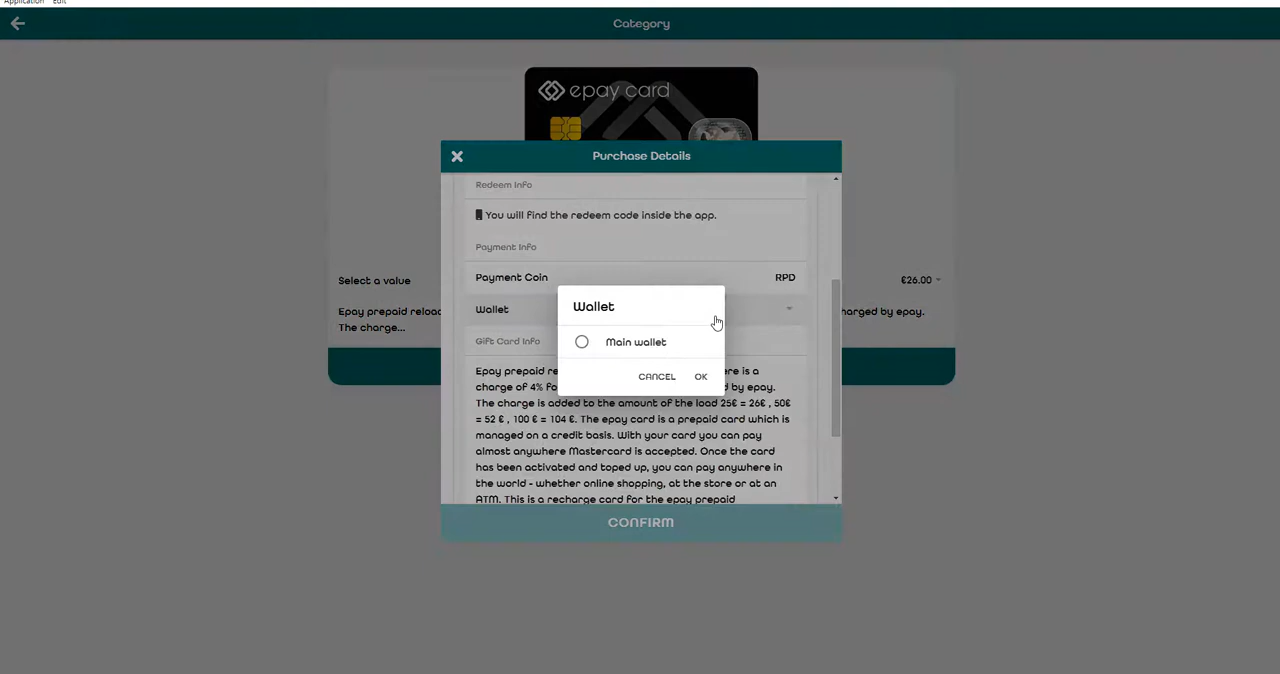 Application Edit
Category
epay card
Purchase Details
Redeem Info
You will find the redeem code inside the app.
Payment Info
Select a value
Payment Coin RPD
€26.00
Wallet
Wallet
Epay prepaid reload
harged by epay.
The charge...
Gift Card Info
Main wallet
CANCEL OK
Epay prepaid re ere is a
charge of 4% fo d by epay.
The charge is added to the amount of the load 25€ = 26€ , 50€
= 52 € , 100 € = 104 €. The epay card is a prepaid card which is
managed on a credit basis. With your card you can pay
almost anywhere Mastercard is accepted. Once the card
has been activated and toped up, you can pay anywhere in
the world - whether online shopping, at the store or at an
ATM. This is a recharge card for the epay prepaid
CONFIRM